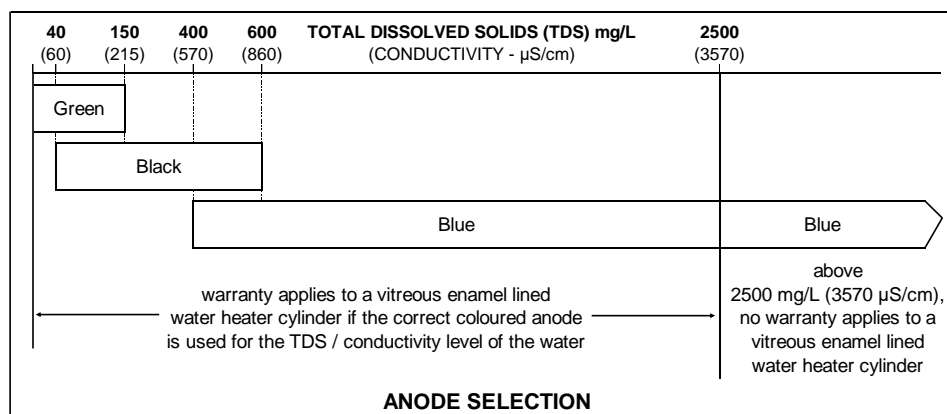 40 150 400 600 TOTAL DISSOLVED SOLIDS (TDS) mg/L 2500
(60) (215) (570) (860) (CONDUCTIVITY - µS/cm) (3570)
Green
Black
Blue Blue
warranty applies to a vitreous enamel lined
water heater cylinder if the correct coloured anode
is used for the TDS / conductivity level of the water
above
2500 mg/L (3570 µS/cm),
no warranty applies to a
vitreous enamel lined
water heater cylinder
ANODE SELECTION